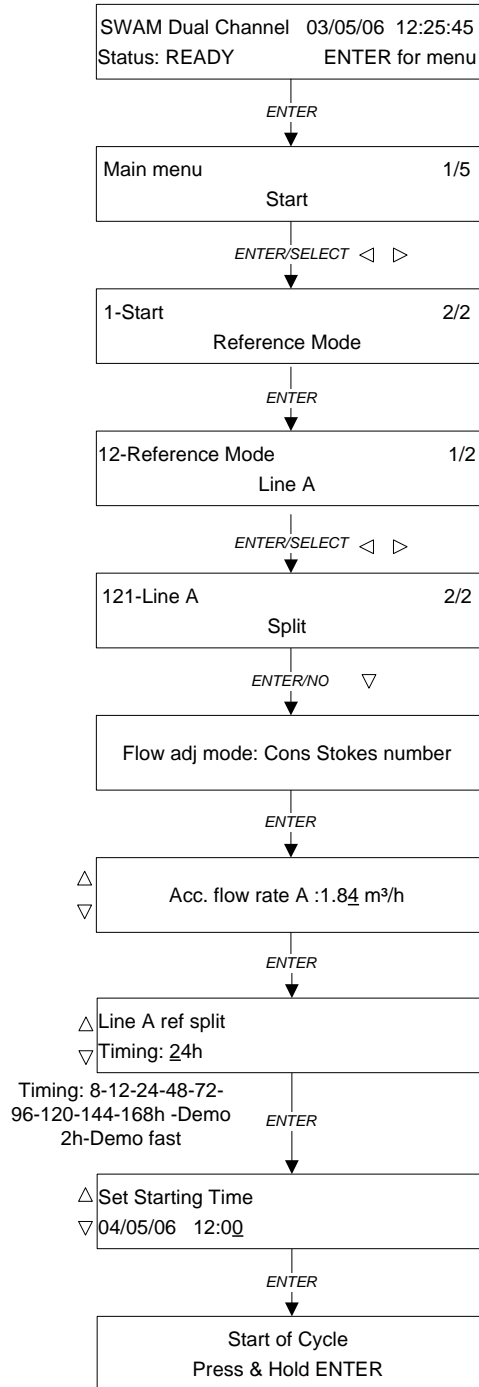 SWAM Dual Channel 03/05/06 12:25:45
Status: READY ENTER for menu
ENTER
Main menu 1/5
Start
ENTER/SELECT ◁ ▷
1-Start 2/2
Reference Mode
ENTER
12-Reference Mode 1/2
Line A
ENTER/SELECT ◁ ▷
121-Line A 2/2
Split
ENTER/NO ▽
Flow adj mode: Cons Stokes number
ENTER
△
Acc. flow rate A :1.84 m³/h
▽
ENTER
△ Line A ref split
▽ Timing: 24h
Timing: 8-12-24-48-72-
96-120-144-168h -Demo
2h-Demo fast
ENTER
△ Set Starting Time
▽ 04/05/06 12:00
ENTER
Start of Cycle
Press & Hold ENTER